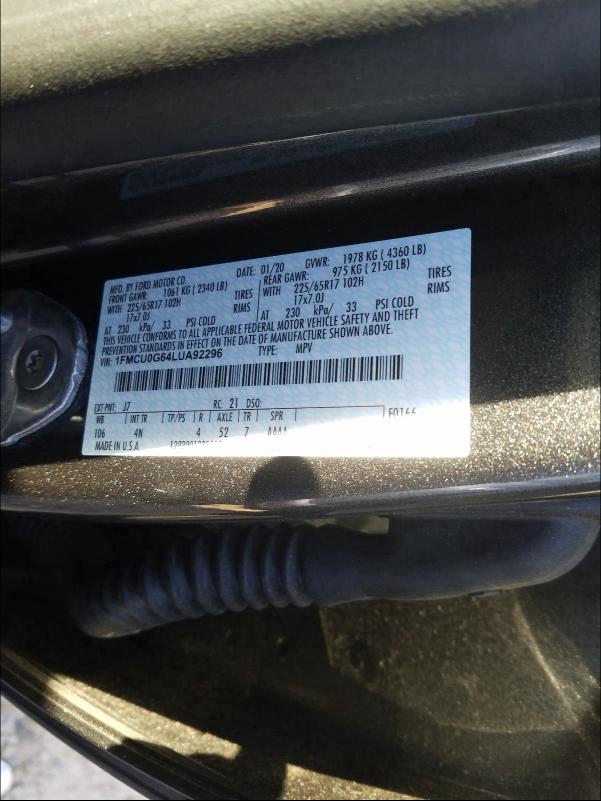 MFD. BY FORD MOTOR CO.
DATE: 01/20 GVWR: 1978 KG ( 4360 LB)
FRONT GAWR: 1061 KG ( 2340 LB) REAR GAWR: 975 KG ( 2150 LB)
WITH 225/65R17 102H TIRES WITH 225/65R17 102H TIRES
17x7.0J RIMS 17x7.0J RIMS
AT 230 kPa/ 33 PSI COLD AT 230 kPa/ 33 PSI COLD
THIS VEHICLE CONFORMS TO ALL APPLICABLE FEDERAL MOTOR VEHICLE SAFETY AND THEFT
PREVENTION STANDARDS IN EFFECT ON THE DATE OF MANUFACTURE SHOWN ABOVE.
VIN: 1FMCU0G64LUA92296 TYPE: MPV
EXT PNT: J7 RC: 21 DSO: F0166
WB INT TR TP/PS R AXLE TR SPR
106 4N 4 52 7 AAAA
MADE IN U.S.A.